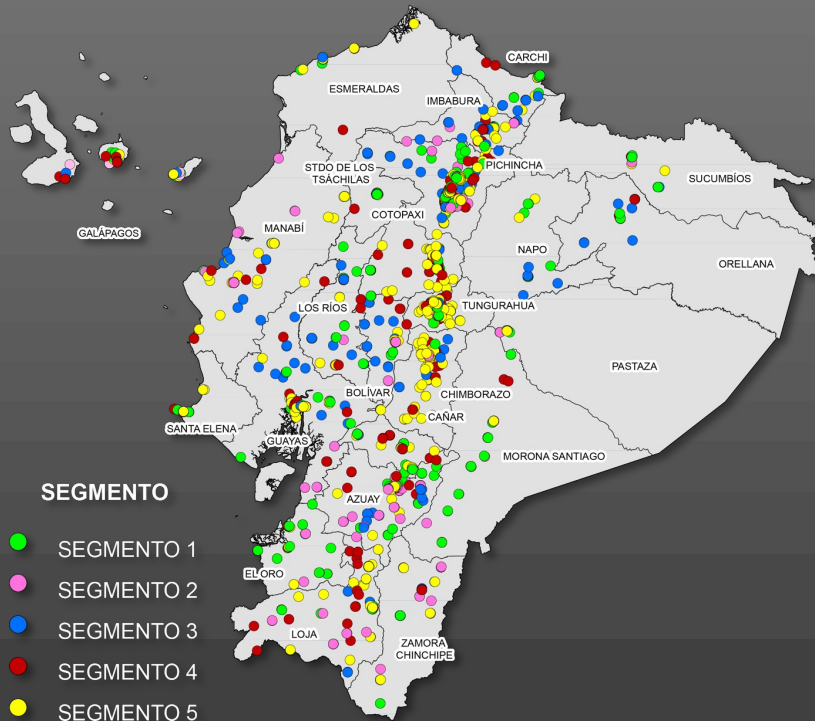 CARCHI
ESMERALDAS
IMBABURA
PICHINCHA
STDO DE LOS
TSÁCHILAS
SUCUMBÍOS
COTOPAXI
MANABÍ
GALÁPAGOS
NAPO
ORELLANA
LOS RÍOS
TUNGURAHUA
PASTAZA
BOLÍVAR
CHIMBORAZO
CAÑAR
SANTA ELENA
GUAYAS
MORONA SANTIAGO
AZUAY
EL ORO
LOJA
ZAMORA
CHINCHIPE
SEGMENTO
SEGMENTO 1
SEGMENTO 2
SEGMENTO 3
SEGMENTO 4
SEGMENTO 5